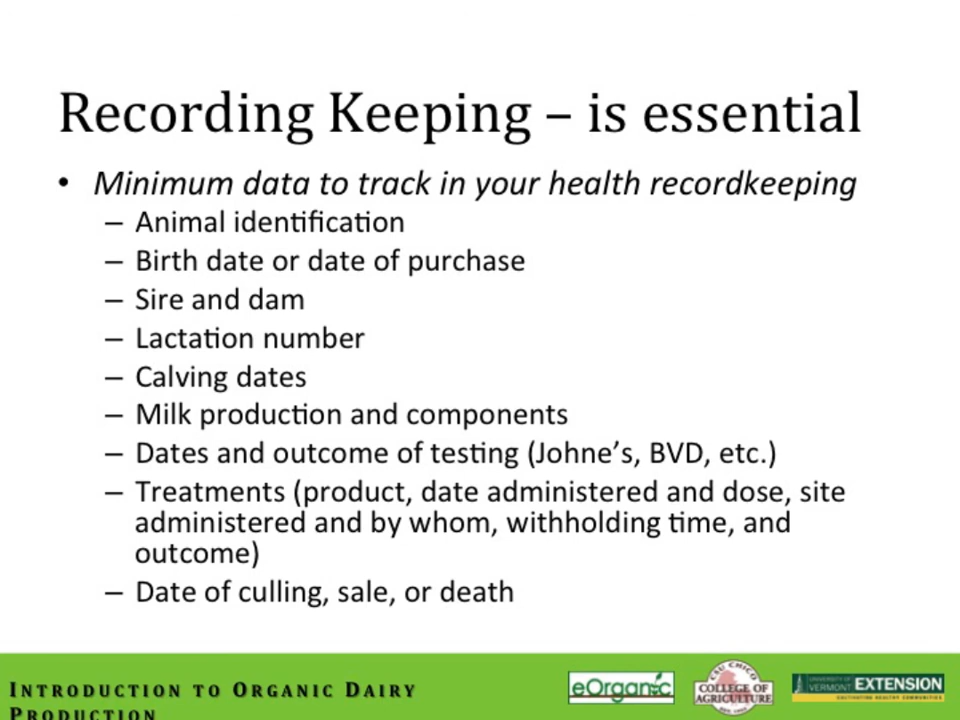 Recording Keeping – is essential
• Minimum data to track in your health recordkeeping
– Animal identification
– Birth date or date of purchase
– Sire and dam
– Lactation number
– Calving dates
– Milk production and components
– Dates and outcome of testing (Johne's, BVD, etc.)
– Treatments (product, date administered and dose, site
administered and by whom, withholding time, and
outcome)
– Date of culling, sale, or death
INTRODUCTION TO ORGANIC DAIRY
PRODUCTION
eOrganic
CSU CHICO
COLLEGE OF
AGRICULTURE
UNIVERSITY OF
VERMONT EXTENSION
CULTIVATING HEALTHY COMMUNITIES